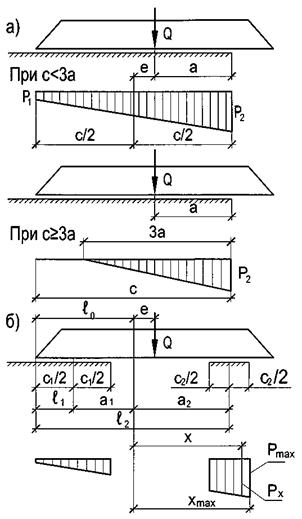 а)
Q
e
a
При c<3a
P₁
P₂
c/2
c/2
Q
a
При c≥3a
3a
P₂
c
б)
ℓ₀
e
Q
c₁/2
c₁/2
c₂/2
c₂/2
ℓ₁
a₁
a₂
ℓ₂
x
Pmax
Px
xmax